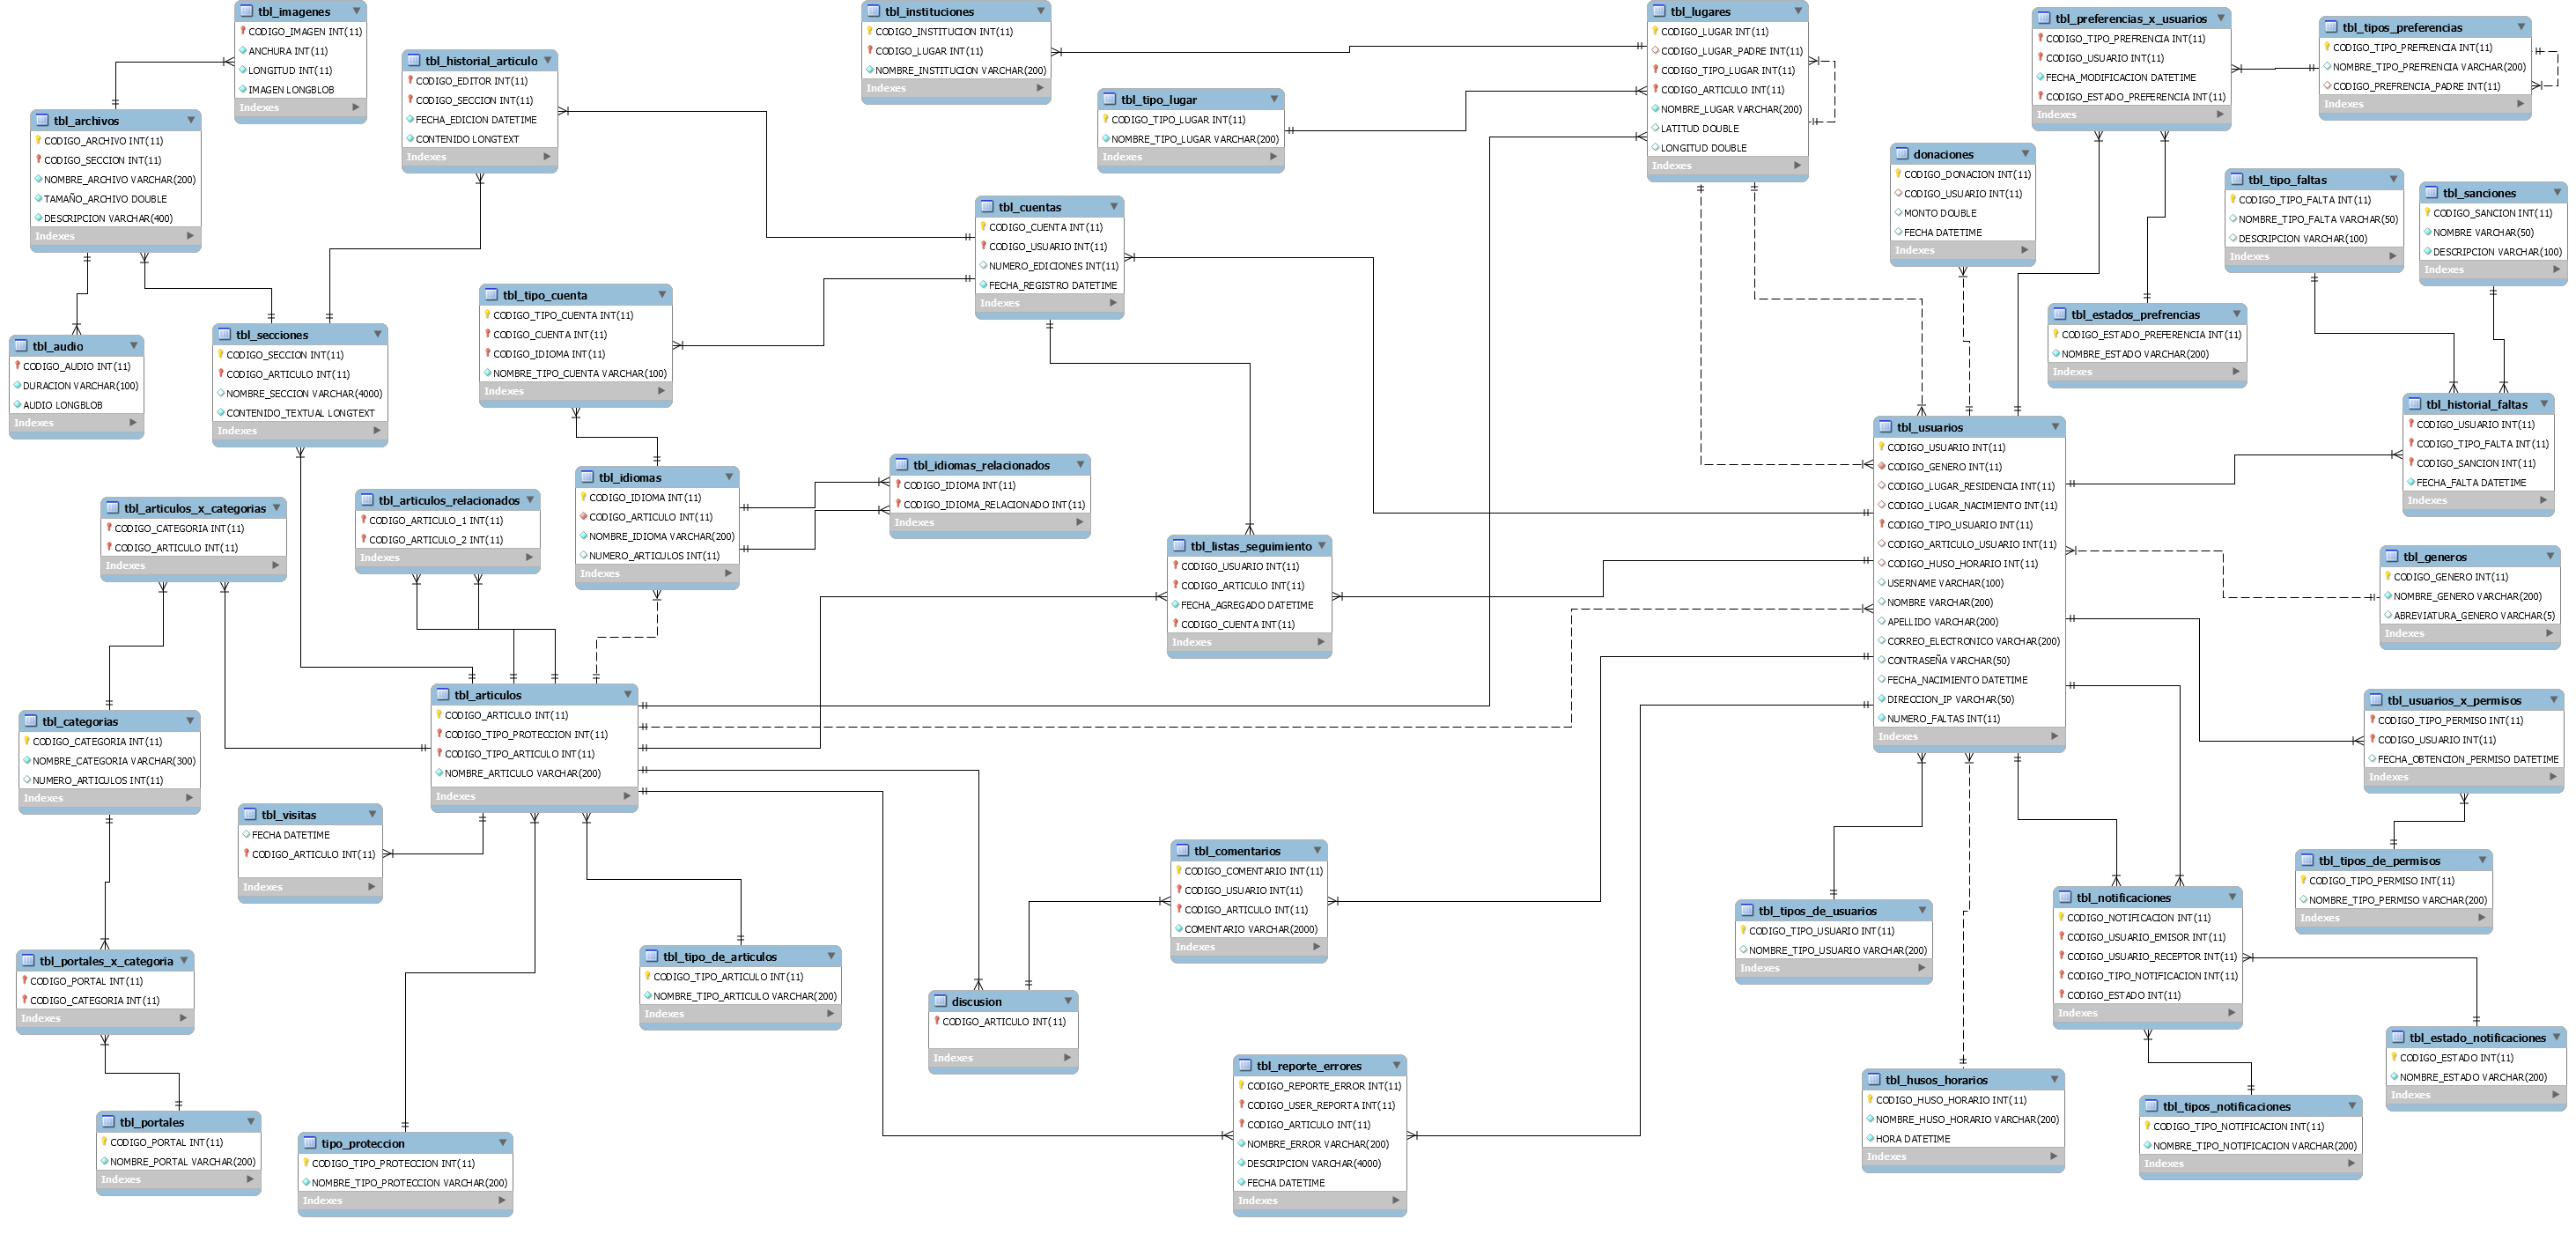 tbl_imagenes
CODIGO_IMAGEN INT(11)
ANCHURA INT(11)
LONGITUD INT(11)
IMAGEN LONGBLOB
Indexes
tbl_historial_articulo
CODIGO_EDITOR INT(11)
CODIGO_SECCION INT(11)
FECHA_EDICION DATETIME
CONTENIDO LONGTEXT
Indexes
tbl_instituciones
CODIGO_INSTITUCION INT(11)
CODIGO_LUGAR INT(11)
NOMBRE_INSTITUCION VARCHAR(200)
Indexes
tbl_tipo_lugar
CODIGO_TIPO_LUGAR INT(11)
NOMBRE_TIPO_LUGAR VARCHAR(200)
Indexes
tbl_lugares
CODIGO_LUGAR INT(11)
CODIGO_LUGAR_PADRE INT(11)
CODIGO_TIPO_LUGAR INT(11)
CODIGO_ARTICULO INT(11)
NOMBRE_LUGAR VARCHAR(200)
LATITUD DOUBLE
LONGITUD DOUBLE
Indexes
tbl_preferencias_x_usuarios
CODIGO_TIPO_PREFRENCIA INT(11)
CODIGO_USUARIO INT(11)
FECHA_MODIFICACION DATETIME
CODIGO_ESTADO_PREFERENCIA INT(11)
Indexes
tbl_tipos_preferencias
CODIGO_TIPO_PREFRENCIA INT(11)
NOMBRE_TIPO_PREFRENCIA VARCHAR(200)
CODIGO_PREFRENCIA_PADRE INT(11)
Indexes
tbl_archivos
CODIGO_ARCHIVO INT(11)
CODIGO_SECCION INT(11)
NOMBRE_ARCHIVO VARCHAR(200)
TAMAÑO_ARCHIVO DOUBLE
DESCRIPCION VARCHAR(400)
Indexes
donaciones
CODIGO_DONACION INT(11)
CODIGO_USUARIO INT(11)
MONTO DOUBLE
FECHA DATETIME
Indexes
tbl_tipo_faltas
CODIGO_TIPO_FALTA INT(11)
NOMBRE_TIPO_FALTA VARCHAR(50)
DESCRIPCION VARCHAR(100)
Indexes
tbl_sanciones
CODIGO_SANCION INT(11)
NOMBRE VARCHAR(50)
DESCRIPCION VARCHAR(100)
Indexes
tbl_cuentas
CODIGO_CUENTA INT(11)
CODIGO_USUARIO INT(11)
NUMERO_EDICIONES INT(11)
FECHA_REGISTRO DATETIME
Indexes
tbl_tipo_cuenta
CODIGO_TIPO_CUENTA INT(11)
CODIGO_CUENTA INT(11)
CODIGO_IDIOMA INT(11)
NOMBRE_TIPO_CUENTA VARCHAR(100)
Indexes
tbl_estados_prefrencias
CODIGO_ESTADO_PREFERENCIA INT(11)
NOMBRE_ESTADO VARCHAR(200)
Indexes
tbl_audio
CODIGO_AUDIO INT(11)
DURACION VARCHAR(100)
AUDIO LONGBLOB
Indexes
tbl_secciones
CODIGO_SECCION INT(11)
CODIGO_ARTICULO INT(11)
NOMBRE_SECCION VARCHAR(4000)
CONTENIDO_TEXTUAL LONGTEXT
Indexes
tbl_historial_faltas
CODIGO_USUARIO INT(11)
CODIGO_TIPO_FALTA INT(11)
CODIGO_SANCION INT(11)
FECHA_FALTA DATETIME
Indexes
tbl_usuarios
CODIGO_USUARIO INT(11)
CODIGO_GENERO INT(11)
CODIGO_LUGAR_RESIDENCIA INT(11)
CODIGO_LUGAR_NACIMIENTO INT(11)
CODIGO_TIPO_USUARIO INT(11)
CODIGO_ARTICULO_USUARIO INT(11)
CODIGO_HUSO_HORARIO INT(11)
USERNAME VARCHAR(100)
NOMBRE VARCHAR(200)
APELLIDO VARCHAR(200)
CORREO_ELECTRONICO VARCHAR(200)
CONTRASEÑA VARCHAR(50)
FECHA_NACIMIENTO DATETIME
DIRECCION_IP VARCHAR(50)
NUMERO_FALTAS INT(11)
Indexes
tbl_idiomas
CODIGO_IDIOMA INT(11)
CODIGO_ARTICULO INT(11)
NOMBRE_IDIOMA VARCHAR(200)
NUMERO_ARTICULOS INT(11)
Indexes
tbl_idiomas_relacionados
CODIGO_IDIOMA INT(11)
CODIGO_IDIOMA_RELACIONADO INT(11)
Indexes
tbl_articulos_x_categorias
CODIGO_CATEGORIA INT(11)
CODIGO_ARTICULO INT(11)
Indexes
tbl_articulos_relacionados
CODIGO_ARTICULO_1 INT(11)
CODIGO_ARTICULO_2 INT(11)
Indexes
tbl_listas_seguimiento
CODIGO_USUARIO INT(11)
CODIGO_ARTICULO INT(11)
FECHA_AGREGADO DATETIME
CODIGO_CUENTA INT(11)
Indexes
tbl_generos
CODIGO_GENERO INT(11)
NOMBRE_GENERO VARCHAR(200)
ABREVIATURA_GENERO VARCHAR(5)
Indexes
tbl_articulos
CODIGO_ARTICULO INT(11)
CODIGO_TIPO_PROTECCION INT(11)
CODIGO_TIPO_ARTICULO INT(11)
NOMBRE_ARTICULO VARCHAR(200)
Indexes
tbl_categorias
CODIGO_CATEGORIA INT(11)
NOMBRE_CATEGORIA VARCHAR(300)
NUMERO_ARTICULOS INT(11)
Indexes
tbl_usuarios_x_permisos
CODIGO_TIPO_PERMISO INT(11)
CODIGO_USUARIO INT(11)
FECHA_OBTENCION_PERMISO DATETIME
Indexes
tbl_visitas
FECHA DATETIME
CODIGO_ARTICULO INT(11)
Indexes
tbl_comentarios
CODIGO_COMENTARIO INT(11)
CODIGO_USUARIO INT(11)
CODIGO_ARTICULO INT(11)
COMENTARIO VARCHAR(2000)
Indexes
tbl_tipos_de_permisos
CODIGO_TIPO_PERMISO INT(11)
NOMBRE_TIPO_PERMISO VARCHAR(200)
Indexes
tbl_tipos_de_usuarios
CODIGO_TIPO_USUARIO INT(11)
NOMBRE_TIPO_USUARIO VARCHAR(200)
Indexes
tbl_notificaciones
CODIGO_NOTIFICACION INT(11)
CODIGO_USUARIO_EMISOR INT(11)
CODIGO_USUARIO_RECEPTOR INT(11)
CODIGO_TIPO_NOTIFICACION INT(11)
CODIGO_ESTADO INT(11)
Indexes
tbl_portales_x_categoria
CODIGO_PORTAL INT(11)
CODIGO_CATEGORIA INT(11)
Indexes
tbl_tipo_de_articulos
CODIGO_TIPO_ARTICULO INT(11)
NOMBRE_TIPO_ARTICULO VARCHAR(200)
Indexes
discusion
CODIGO_ARTICULO INT(11)
Indexes
tbl_estado_notificaciones
CODIGO_ESTADO INT(11)
NOMBRE_ESTADO VARCHAR(200)
Indexes
tbl_reporte_errores
CODIGO_REPORTE_ERROR INT(11)
CODIGO_USER_REPORTA INT(11)
CODIGO_ARTICULO INT(11)
NOMBRE_ERROR VARCHAR(200)
DESCRIPCION VARCHAR(4000)
FECHA DATETIME
Indexes
tbl_husos_horarios
CODIGO_HUSO_HORARIO INT(11)
NOMBRE_HUSO_HORARIO VARCHAR(200)
HORA DATETIME
Indexes
tbl_tipos_notificaciones
CODIGO_TIPO_NOTIFICACION INT(11)
NOMBRE_TIPO_NOTIFICACION VARCHAR(200)
Indexes
tbl_portales
CODIGO_PORTAL INT(11)
NOMBRE_PORTAL VARCHAR(200)
Indexes
tipo_proteccion
CODIGO_TIPO_PROTECCION INT(11)
NOMBRE_TIPO_PROTECCION VARCHAR(200)
Indexes